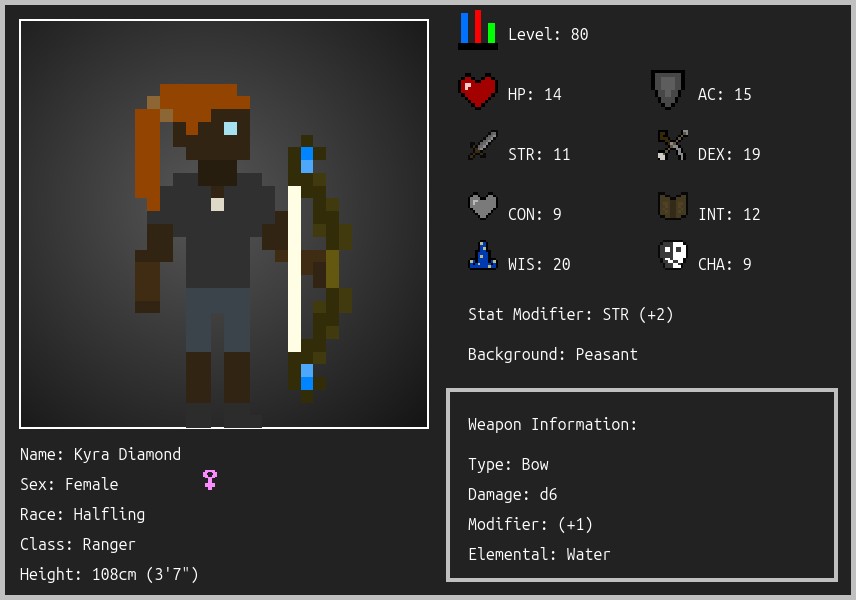 Level: 80
HP: 14
AC: 15
STR: 11
DEX: 19
CON: 9
INT: 12
WIS: 20
CHA: 9
Stat Modifier: STR (+2)
Background: Peasant
Weapon Information:
Type: Bow
Damage: d6
Modifier: (+1)
Elemental: Water
Name: Kyra Diamond
Sex: Female
Race: Halfling
Class: Ranger
Height: 108cm (3'7")